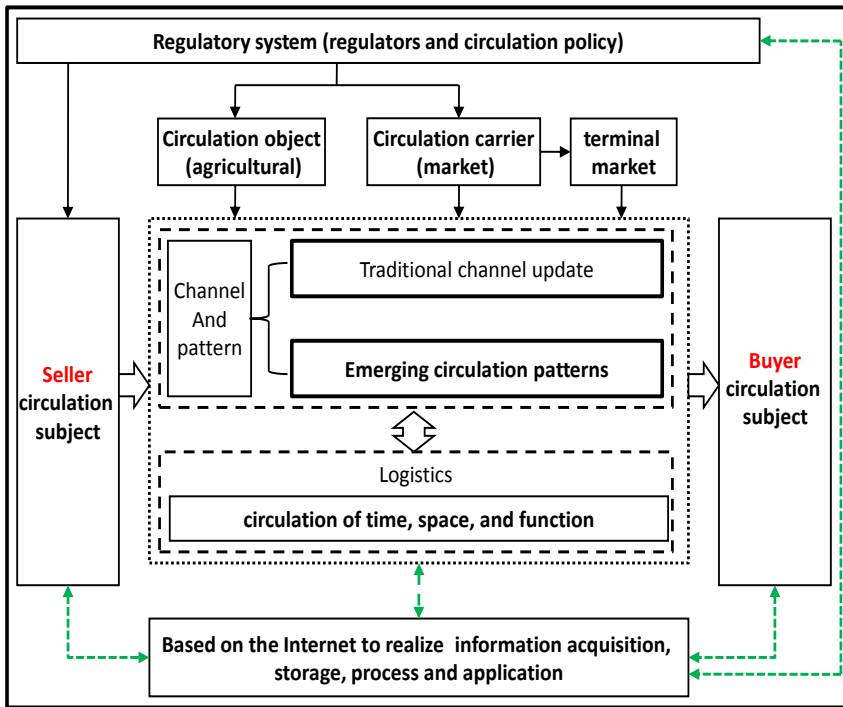 Regulatory system (regulators and circulation policy)
Circulation object
(agricultural)
Circulation carrier
(market)
terminal
market
Channel
And
pattern
Traditional channel update
Emerging circulation patterns
Seller
circulation
subject
Buyer
circulation
subject
Logistics
circulation of time, space, and function
Based on the Internet to realize information acquisition,
storage, process and application